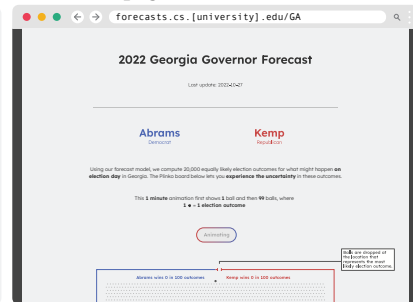 forecasts.cs.[university].edu/GA
2022 Georgia Governor Forecast
Last update: 2022-10-27
Abrams Kemp
Democrat Republican
Using our forecast model, we compute 20,000 equally likely election outcomes for what might happen on
election day in Georgia. The Plinko board below lets you experience the uncertainty in these outcomes.
This 1 minute animation first shows 1 ball and then 99 balls, where
1 ● = 1 election outcome
Animating
Balls are dropped at
the location that
represents the most
likely election outcome.
Abrams wins 0 in 100 outcomes Kemp wins 0 in 100 outcomes